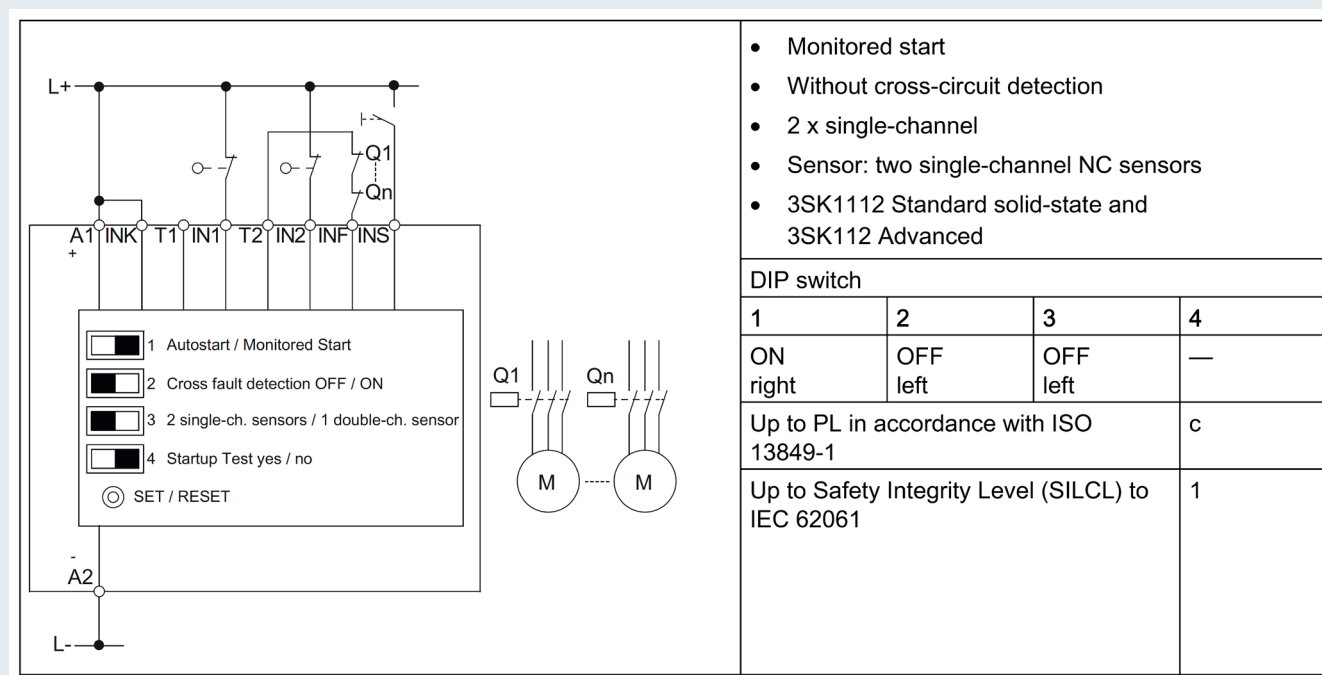 L+
Q1
Qn
A1 INK T1 IN1 T2 IN2 INF INS
+
1 Autostart / Monitored Start
2 Cross fault detection OFF / ON
3 2 single-ch. sensors / 1 double-ch. sensor
4 Startup Test yes / no
SET / RESET
-
A2
L-
Q1 Qn
M M
• Monitored start
• Without cross-circuit detection
• 2 x single-channel
• Sensor: two single-channel NC sensors
• 3SK1112 Standard solid-state and
3SK112 Advanced
DIP switch
1 2 3 4
ON OFF OFF —
right left left
Up to PL in accordance with ISO c
13849-1
Up to Safety Integrity Level (SILCL) to 1
IEC 62061